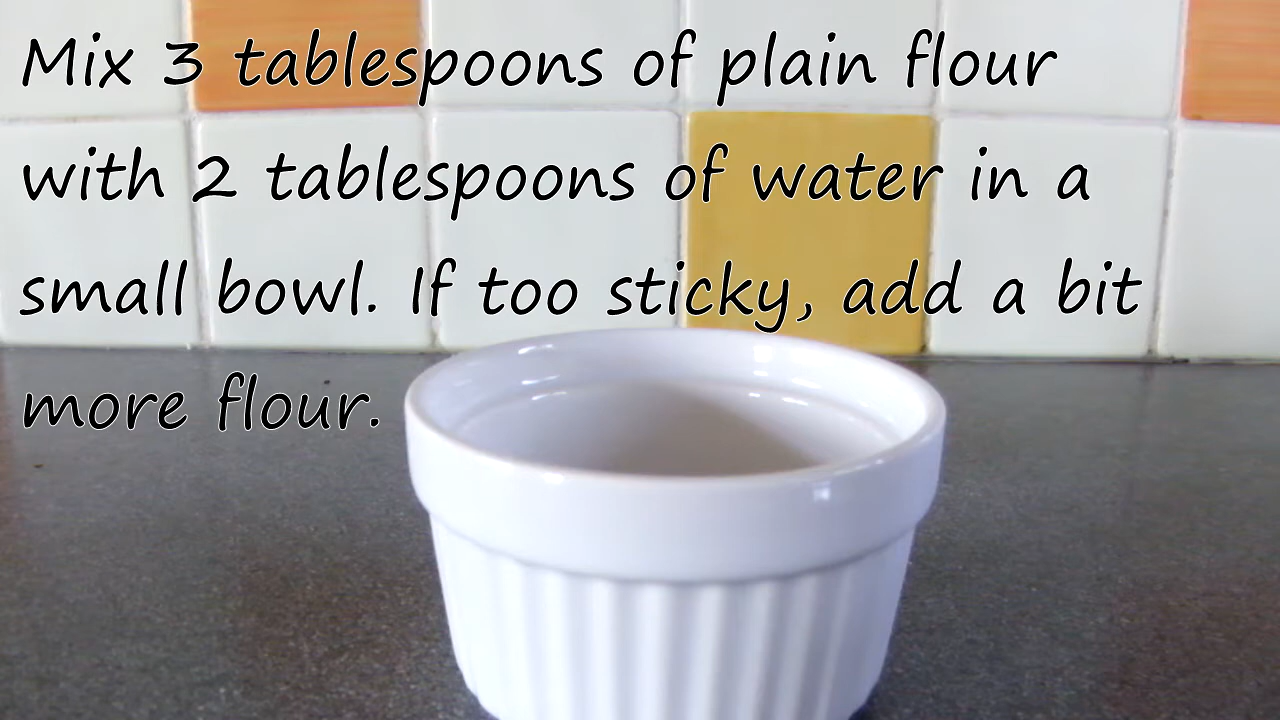 Mix 3 tablespoons of plain flour
with 2 tablespoons of water in a
small bowl. If too sticky, add a bit
more flour.